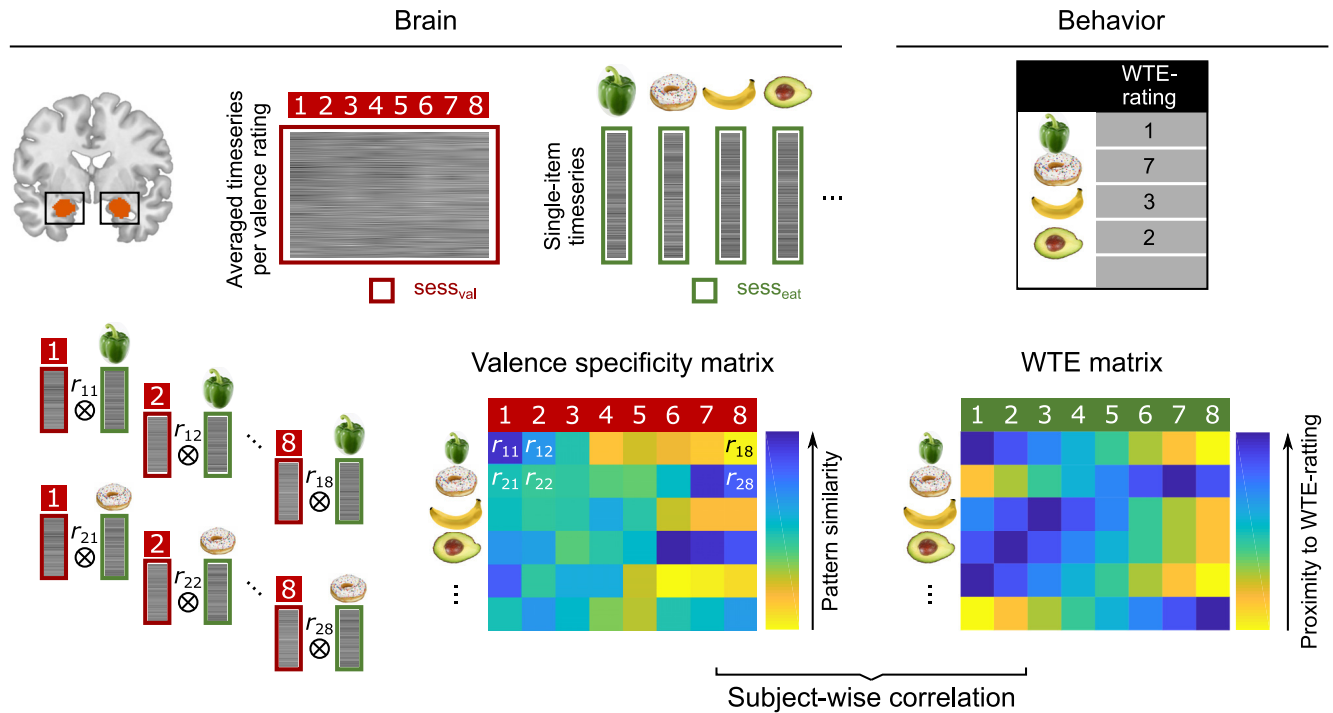 Brain
Behavior
Averaged timeseries
per valence rating
1 2 3 4 5 6 7 8
Single-item
timeseries
...
sess_val
sess_eat
WTE-
rating
1
7
3
2
1
r11
⊗
2
r12
⊗
...
8
r18
⊗
1
r21
⊗
2
r22
⊗
...
8
r28
⊗
Valence specificity matrix
1 2 3 4 5 6 7 8
r11 r12 r18
r21 r22 r28
...
Pattern similarity
WTE matrix
1 2 3 4 5 6 7 8
...
Proximity to WTE-ratting
Subject-wise correlation